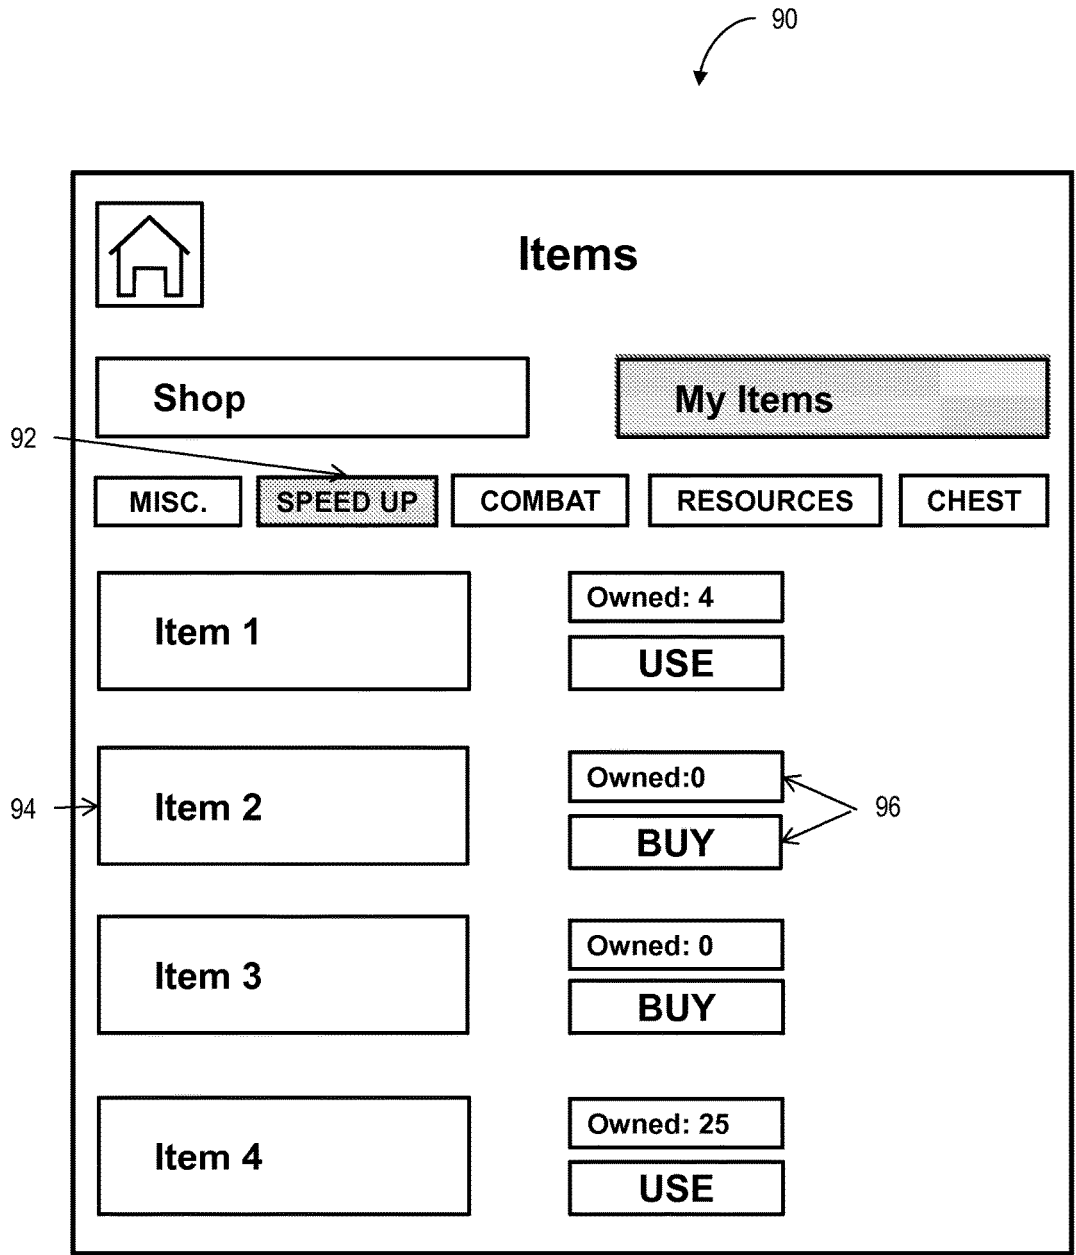 90
Items
Shop
My Items
92
MISC.
SPEED UP
COMBAT
RESOURCES
CHEST
Item 1
Owned: 4
USE
94
Item 2
Owned:0
BUY
96
Item 3
Owned: 0
BUY
Item 4
Owned: 25
USE